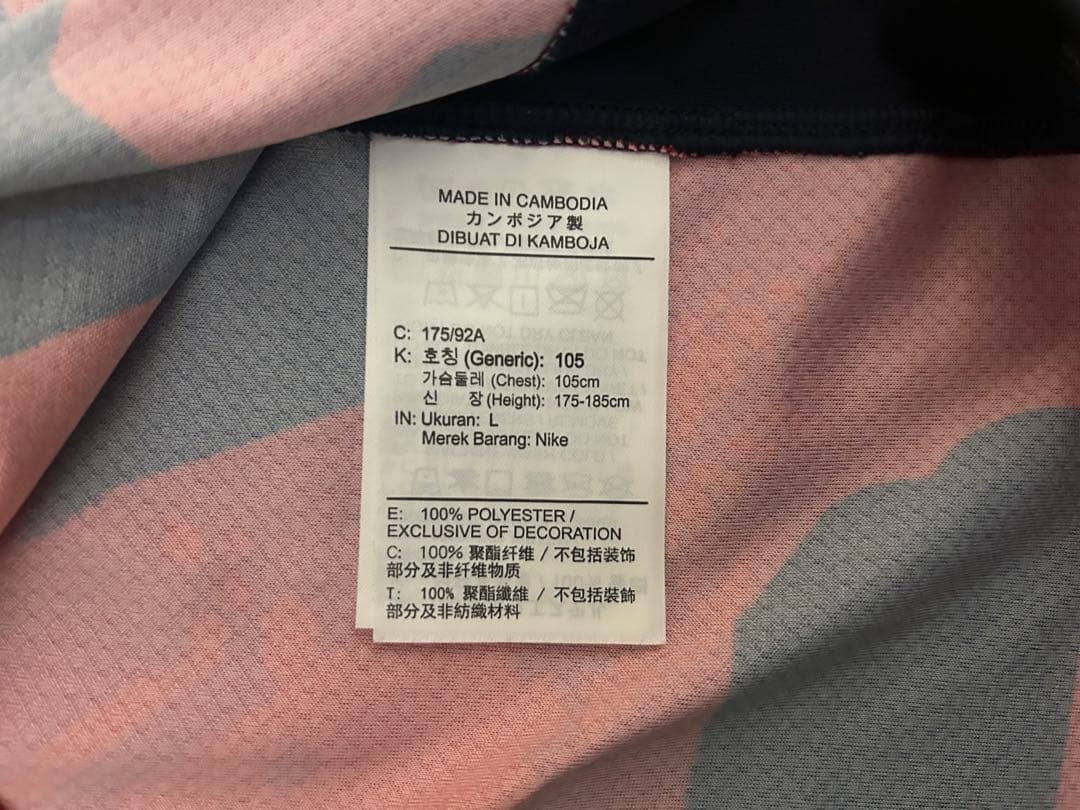 MADE IN CAMBODIA
カンボジア製
DIBUAT DI KAMBOJA
C: 175/92A
K: 호칭 (Generic): 105
가슴둘레 (Chest): 105cm
신 장 (Height): 175-185cm
IN: Ukuran: L
Merek Barang: Nike
E: 100% POLYESTER /
EXCLUSIVE OF DECORATION
C: 100% 聚酯纤维 / 不包括装饰
部分及非纤维物质
T: 100% 聚酯纖維 / 不包括裝飾
部分及非紡織材料